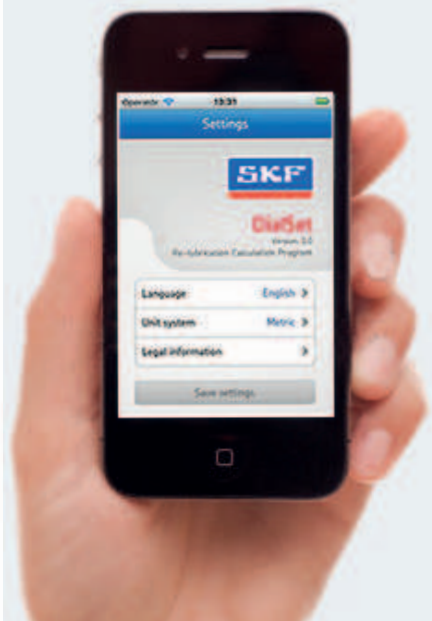 Operator 13:31
Settings
SKF
DialSet
Version: 3.0
Re-lubrication Calculation Program
Language English >
Unit system Metric >
Legal information >
Save settings